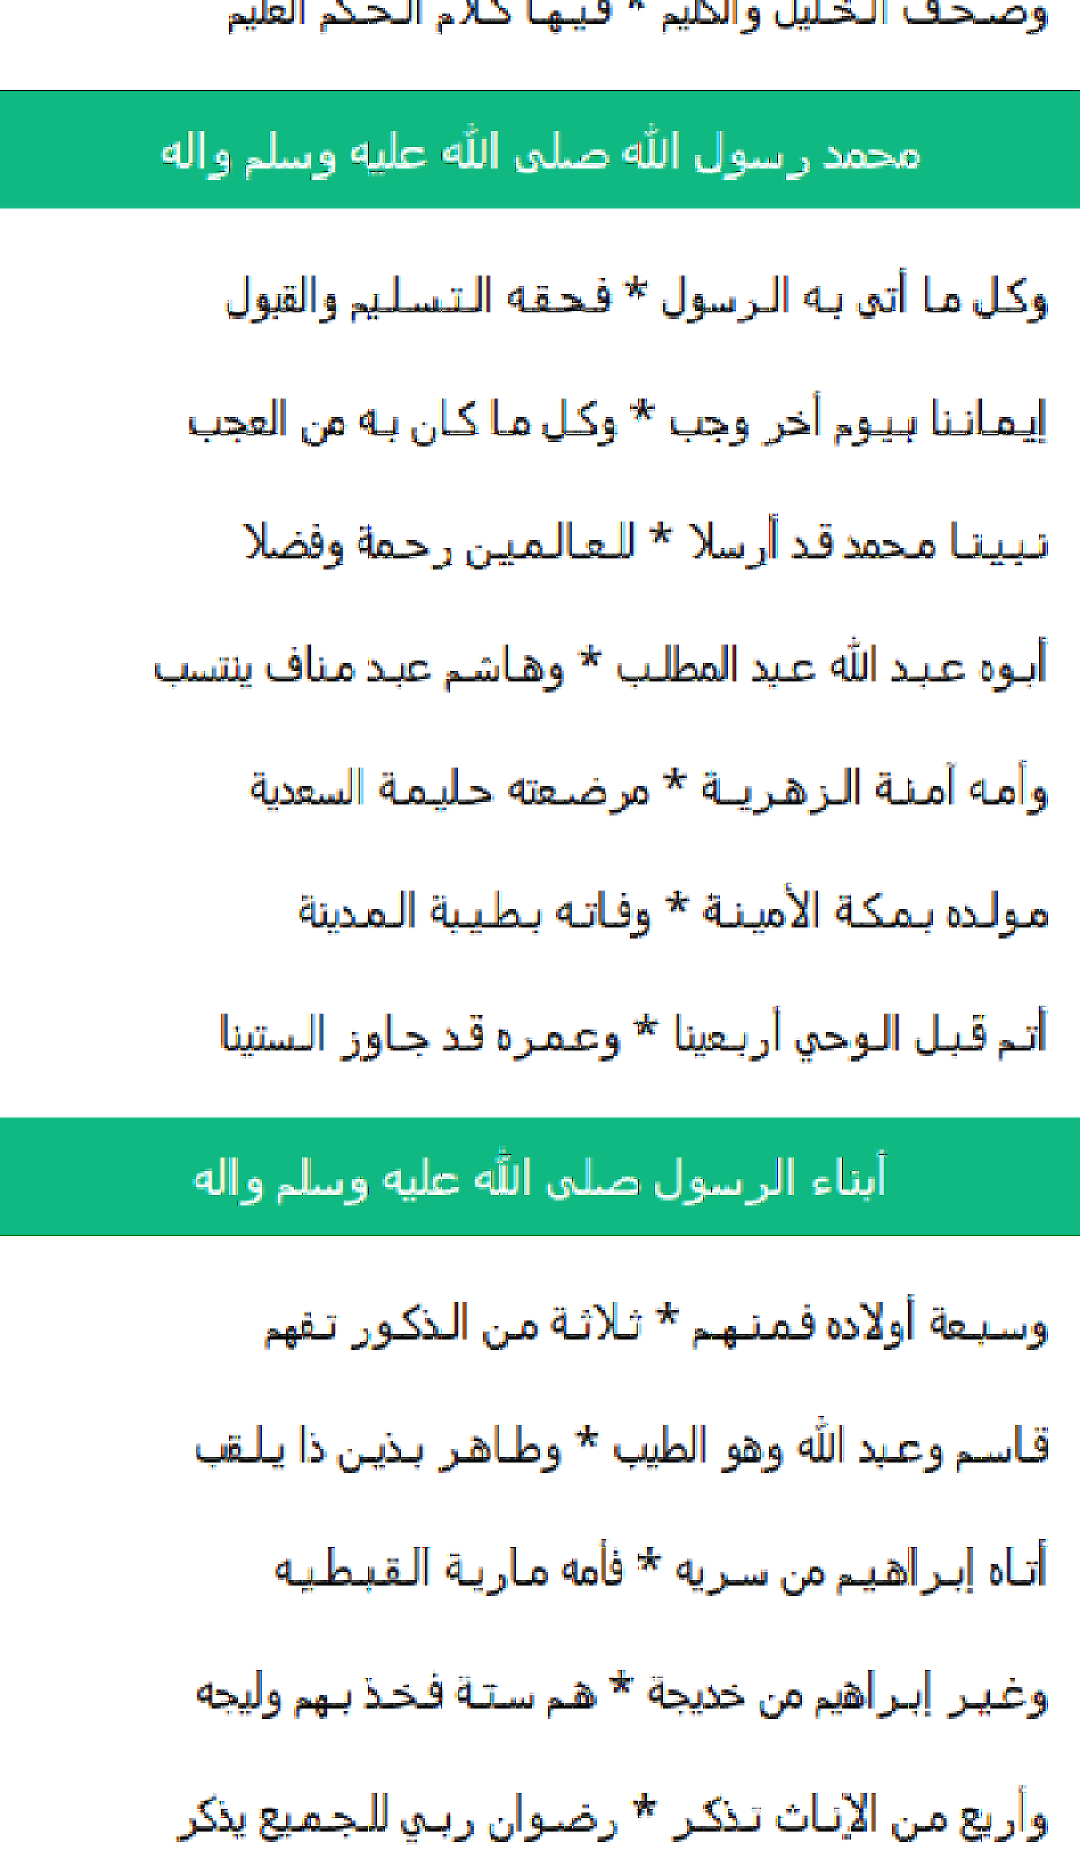 وصحف الخليل والكليم * فيها كلام الحكم العليم
محمد رسول الله صلى الله عليه وسلم واله
وكل ما أتى به الرسول * فحقه التسليم والقبول
إيماننا بيوم أخر وجب * وكل ما كان به من العجب
نبينا محمد قد أرسلا * للعالمين رحمة وفضلا
أبوه عبد الله عبد المطلب * وهاشم عبد مناف ينتسب
وأمه آمنة الزهرية * مرضعته حليمة السعدية
مولده بمكة الأمينة * وفاته بطيبة المدينة
أتم قبل الوحي أربعينا * وعمره قد جاوز الستينا
أبناء الرسول صلى الله عليه وسلم واله
وسبعة أولاده فمنهم * ثلاثة من الذكور تفهم
قاسم وعبد الله وهو الطيب * وطاهر بذين ذا يلقب
أتاه إبراهيم من سريه * فأمه مارية القبطيه
وغير إبراهيم من خديجة * هم ستة فخذ بهم وليجه
وأربع من الإناث تذكر * رضوان ربي للجميع يذكر